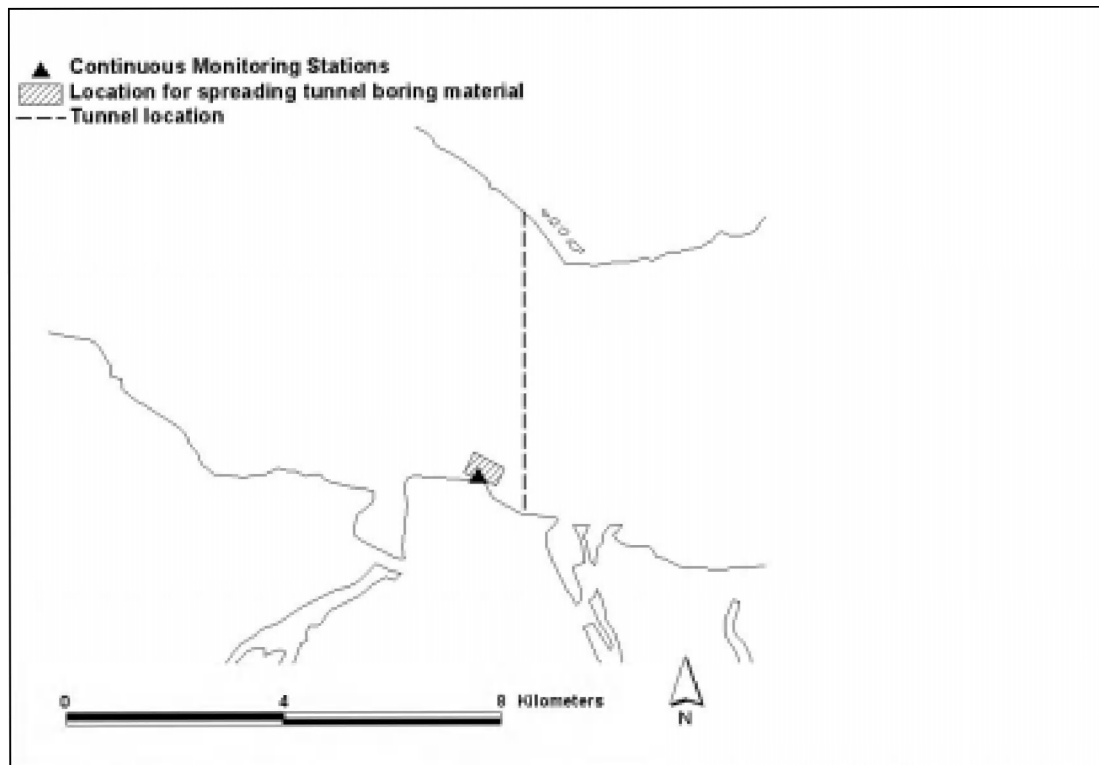 Continuous Monitoring Stations
Location for spreading tunnel boring material
Tunnel location
0 4 8 Kilometers
N